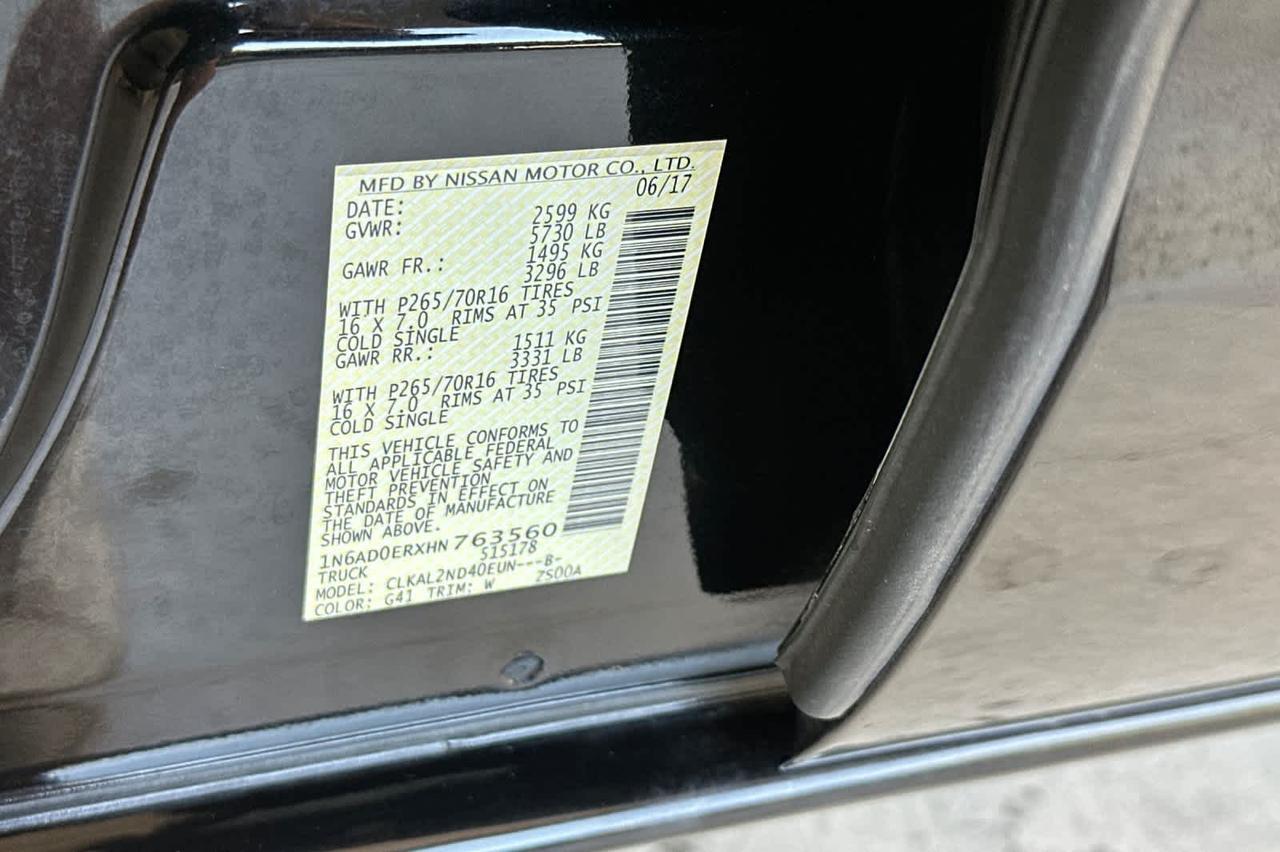 MFD BY NISSAN MOTOR CO., LTD.
DATE: 06/17
GVWR: 2599 KG
5730 LB
GAWR FR.: 1495 KG
3296 LB
WITH P265/70R16 TIRES
16 X 7.0 RIMS AT 35 PSI
COLD SINGLE
GAWR RR.: 1511 KG
3331 LB
WITH P265/70R16 TIRES
16 X 7.0 RIMS AT 35 PSI
COLD SINGLE
THIS VEHICLE CONFORMS TO
ALL APPLICABLE FEDERAL
MOTOR VEHICLE SAFETY AND
THEFT PREVENTION
STANDARDS IN EFFECT ON
THE DATE OF MANUFACTURE
SHOWN ABOVE.
1N6AD0ERXHN763560
TRUCK 515178
MODEL: CLKAL2ND40EUN---B-
COLOR: G41 TRIM: W ZS00A